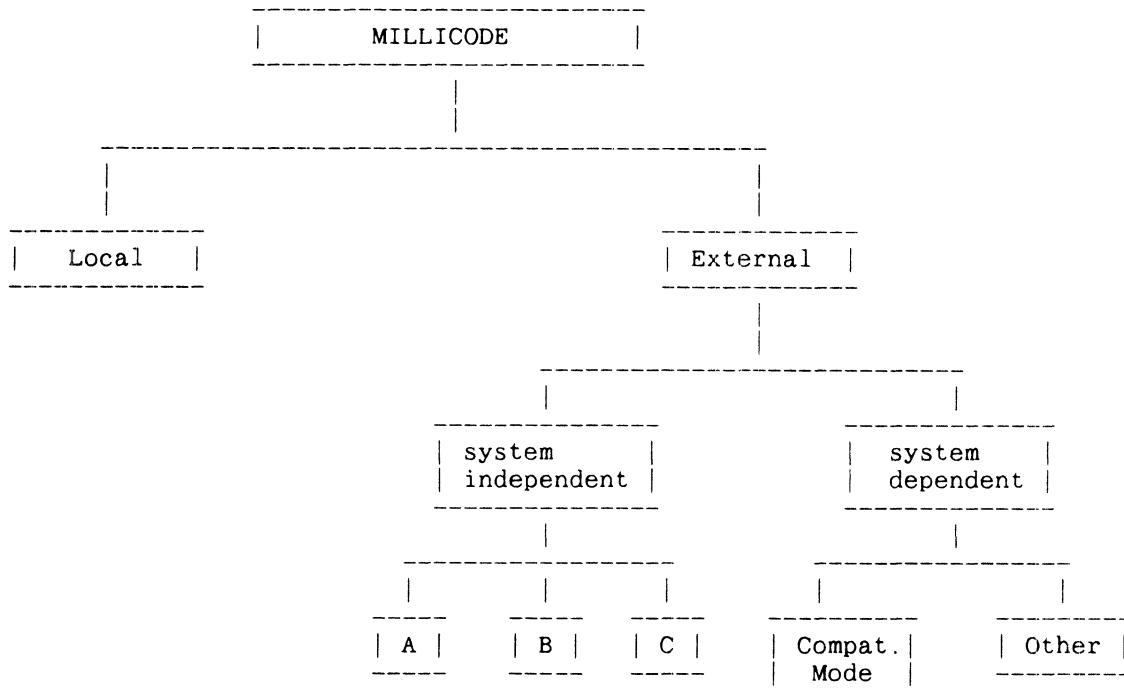 MILLICODE
Local
External
system
independent
system
dependent
A
B
C
Compat.
Mode
Other